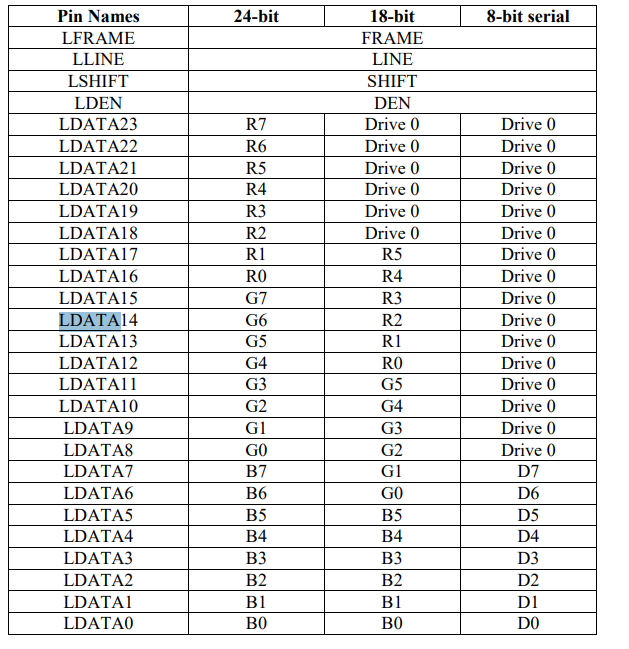 Pin Names 24-bit 18-bit 8-bit serial
LFRAME FRAME
LLINE LINE
LSHIFT SHIFT
LDEN DEN
LDATA23 R7 Drive 0 Drive 0
LDATA22 R6 Drive 0 Drive 0
LDATA21 R5 Drive 0 Drive 0
LDATA20 R4 Drive 0 Drive 0
LDATA19 R3 Drive 0 Drive 0
LDATA18 R2 Drive 0 Drive 0
LDATA17 R1 R5 Drive 0
LDATA16 R0 R4 Drive 0
LDATA15 G7 R3 Drive 0
LDATA14 G6 R2 Drive 0
LDATA13 G5 R1 Drive 0
LDATA12 G4 R0 Drive 0
LDATA11 G3 G5 Drive 0
LDATA10 G2 G4 Drive 0
LDATA9 G1 G3 Drive 0
LDATA8 G0 G2 Drive 0
LDATA7 B7 G1 D7
LDATA6 B6 G0 D6
LDATA5 B5 B5 D5
LDATA4 B4 B4 D4
LDATA3 B3 B3 D3
LDATA2 B2 B2 D2
LDATA1 B1 B1 D1
LDATA0 B0 B0 D0